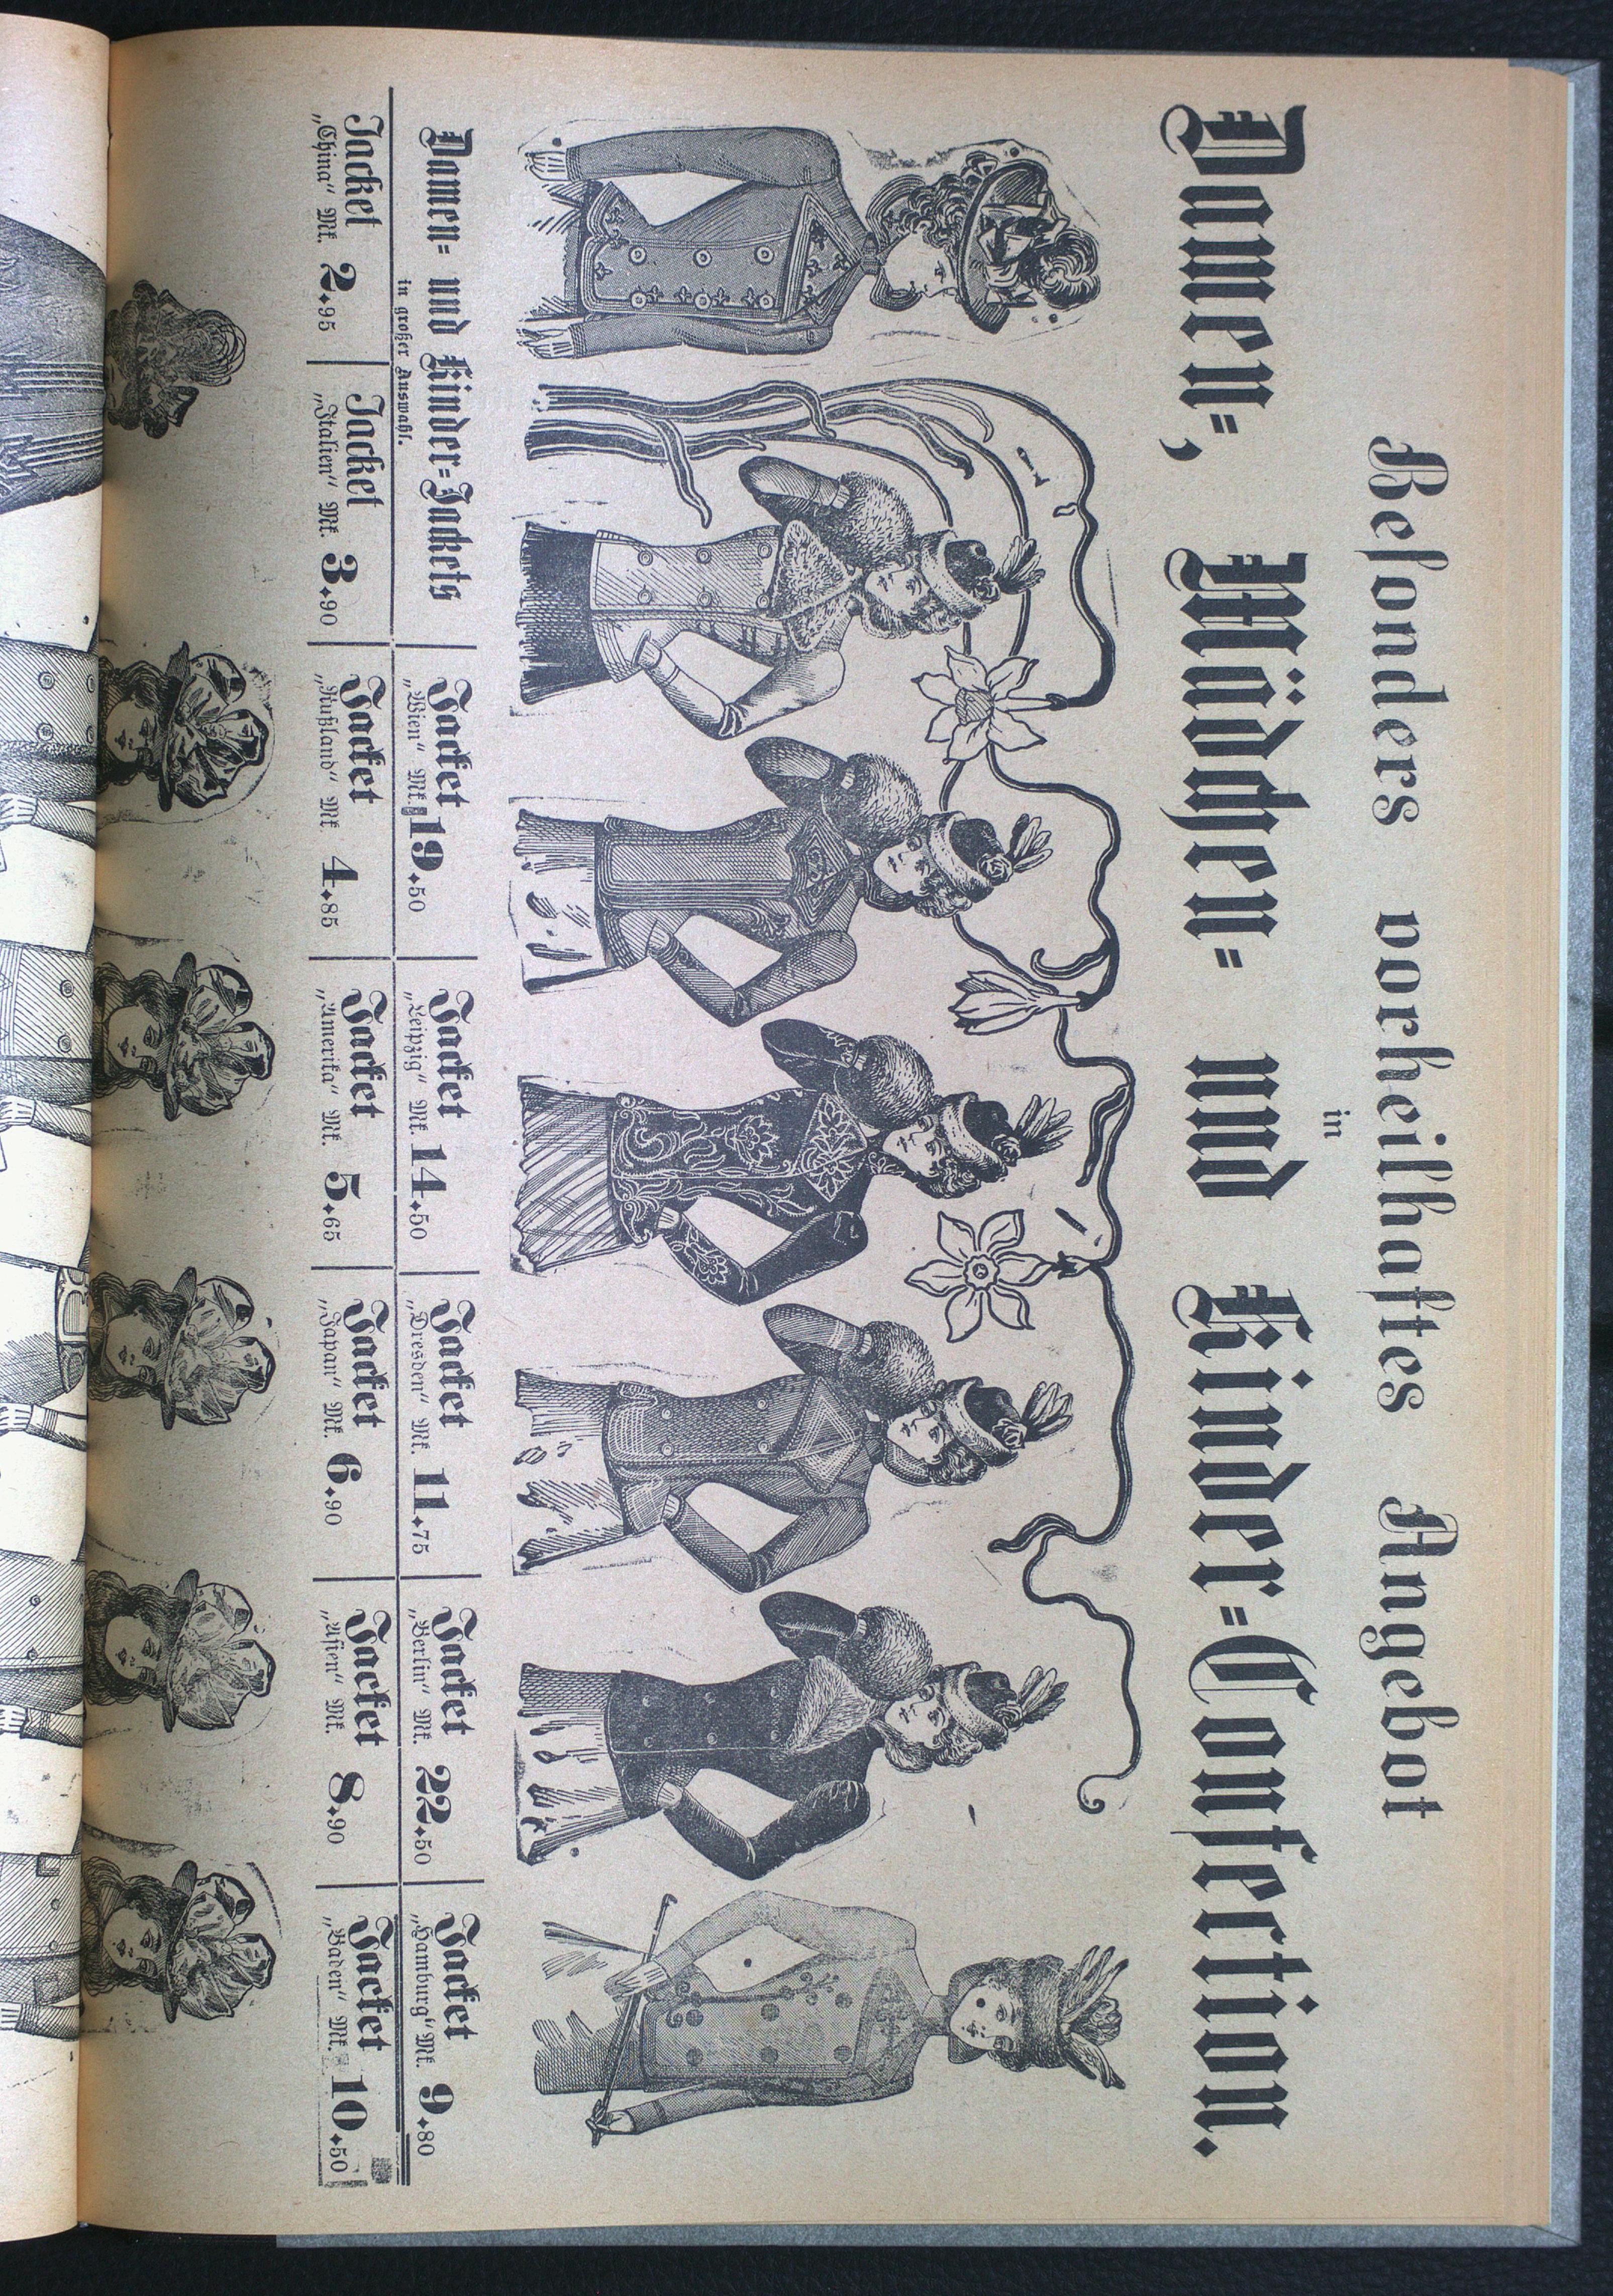 Besonders vorheilhaftes Angebot
in
Damen-, Mädchen- und Kinder-Confection.
Damen- und Kinder-Jackets
in großer Auswahl.
Jacket
„Wien“ Mk. 19.50
Jacket
„Leipzig“ Mk. 14.50
Jacket
„Dresden“ Mk. 11.75
Jacket
„Berlin“ Mk. 22.50
Jacket
„Hamburg“ Mk. 9.80
Jacket
„China“ Mk. 2.95
Jacket
„Italien“ Mk. 3.90
Jacket
„Rußland“ Mk. 4.85
Jacket
„Amerika“ Mk. 5.65
Jacket
„Japan“ Mk. 6.90
Jacket
„Asien“ Mk. 8.90
Jacket
„Baden“ Mk. 10.50